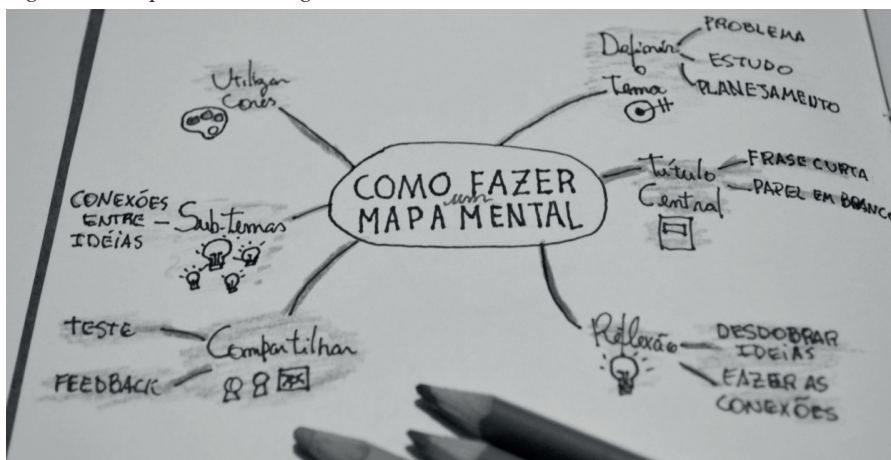 COMO FAZER
um
MAPA MENTAL
Definir
o
Tema
PROBLEMA
ESTUDO
PLANEJAMENTO
Título
Central
FRASE CURTA
PAPEL EM BRANCO
Reflexão
DESDOBRAR
IDEIAS
FAZER AS
CONEXÕES
Compartilhar
TESTE
FEEDBACK
Sub-temas
CONEXÕES
ENTRE
IDÉIAS
Utilizar
Cores